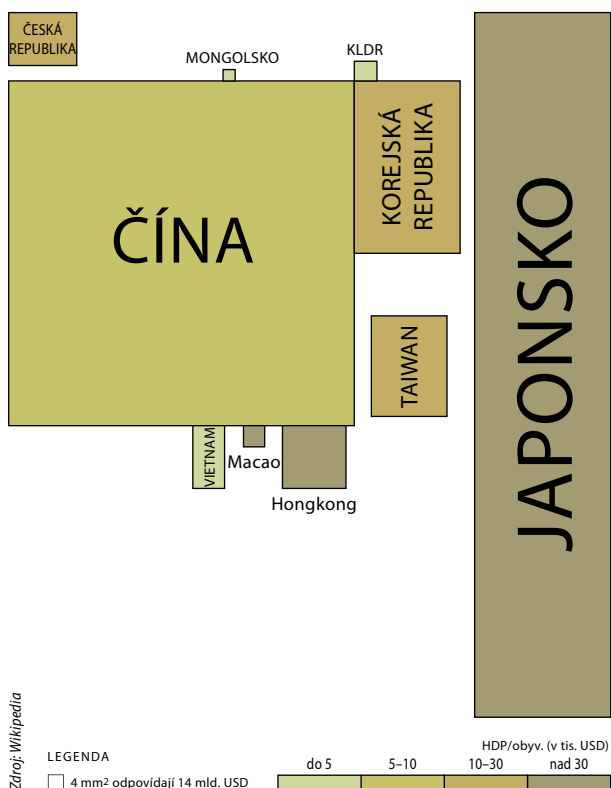 ČESKÁ
REPUBLIKA
MONGOLSKO
KLDR
KOREJSKÁ
REPUBLIKA
ČÍNA
JAPONSKO
TAIWAN
VIETNAM
Macao
Hongkong
Zdroj: Wikipedia
LEGENDA
4 mm² odpovídají 14 mld. USD
HDP/obyv. (v tis. USD)
do 5 5–10 10–30 nad 30